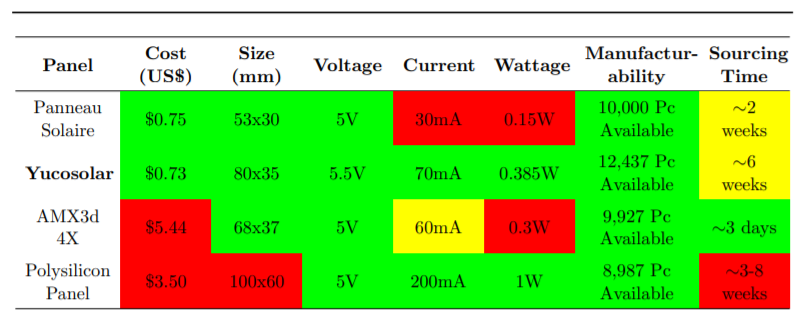 Panel Cost (US$) Size (mm) Voltage Current Wattage Manufactur-ability Sourcing Time
Panneau Solaire $0.75 53x30 5V 30mA 0.15W 10,000 Pc Available ~2 weeks
Yucosolar $0.73 80x35 5.5V 70mA 0.385W 12,437 Pc Available ~6 weeks
AMX3d 4X $5.44 68x37 5V 60mA 0.3W 9,927 Pc Available ~3 days
Polysilicon Panel $3.50 100x60 5V 200mA 1W 8,987 Pc Available ~3-8 weeks